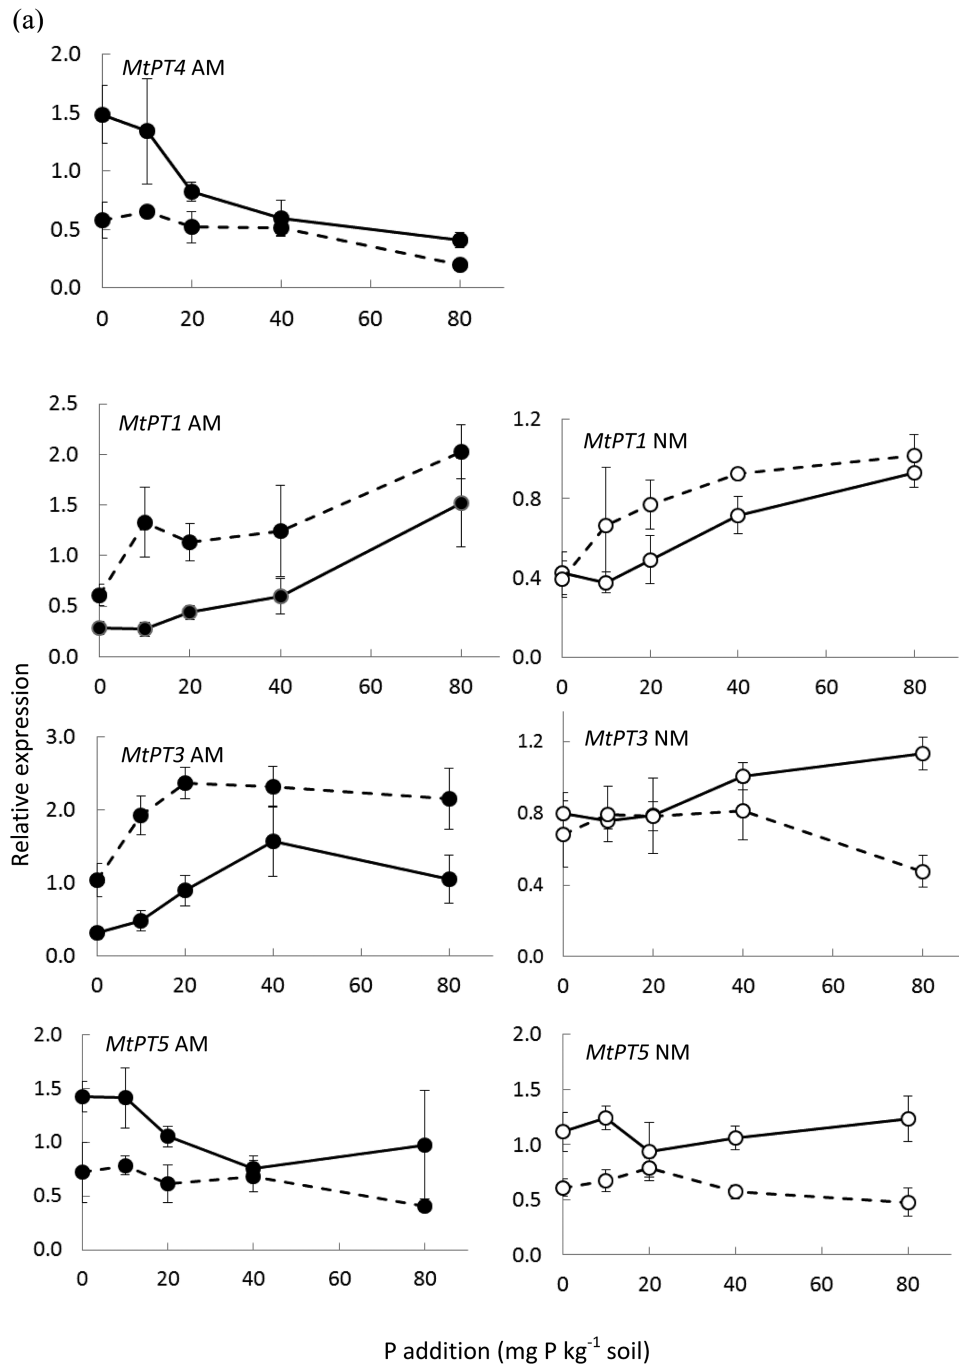 (a)
2.0
MtPT4 AM
1.5
1.0
0.5
0.0
0 20 40 60 80
2.5
MtPT1 AM
2.0
1.5
1.0
0.5
0.0
0 20 40 60 80
1.2
MtPT1 NM
0.8
0.4
0.0
0 20 40 60 80
Relative expression
3.0
MtPT3 AM
2.0
1.0
0.0
0 20 40 60 80
MtPT3 NM
1.2
0.8
0.4
0.0
0 20 40 60 80
2.0
MtPT5 AM
1.5
1.0
0.5
0.0
0 20 40 60 80
2.0
MtPT5 NM
1.5
1.0
0.5
0.0
0 20 40 60 80
P addition (mg P kg⁻¹ soil)